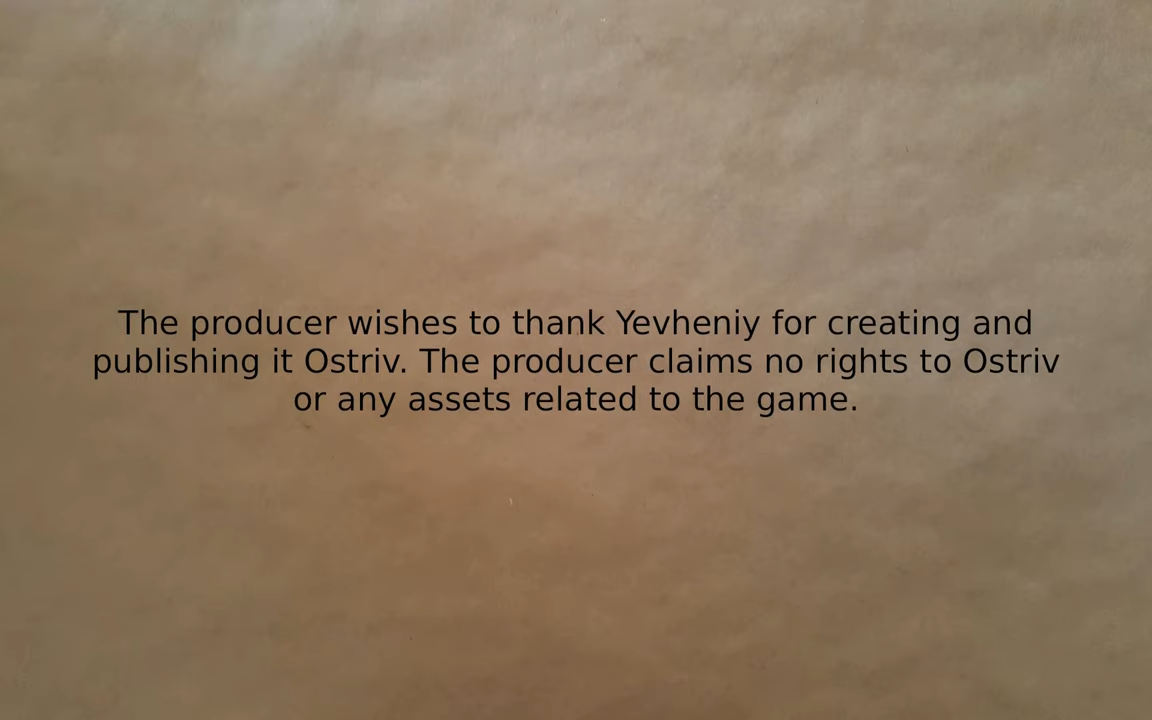 The producer wishes to thank Yevheniy for creating and
publishing it Ostriv. The producer claims no rights to Ostriv
or any assets related to the game.